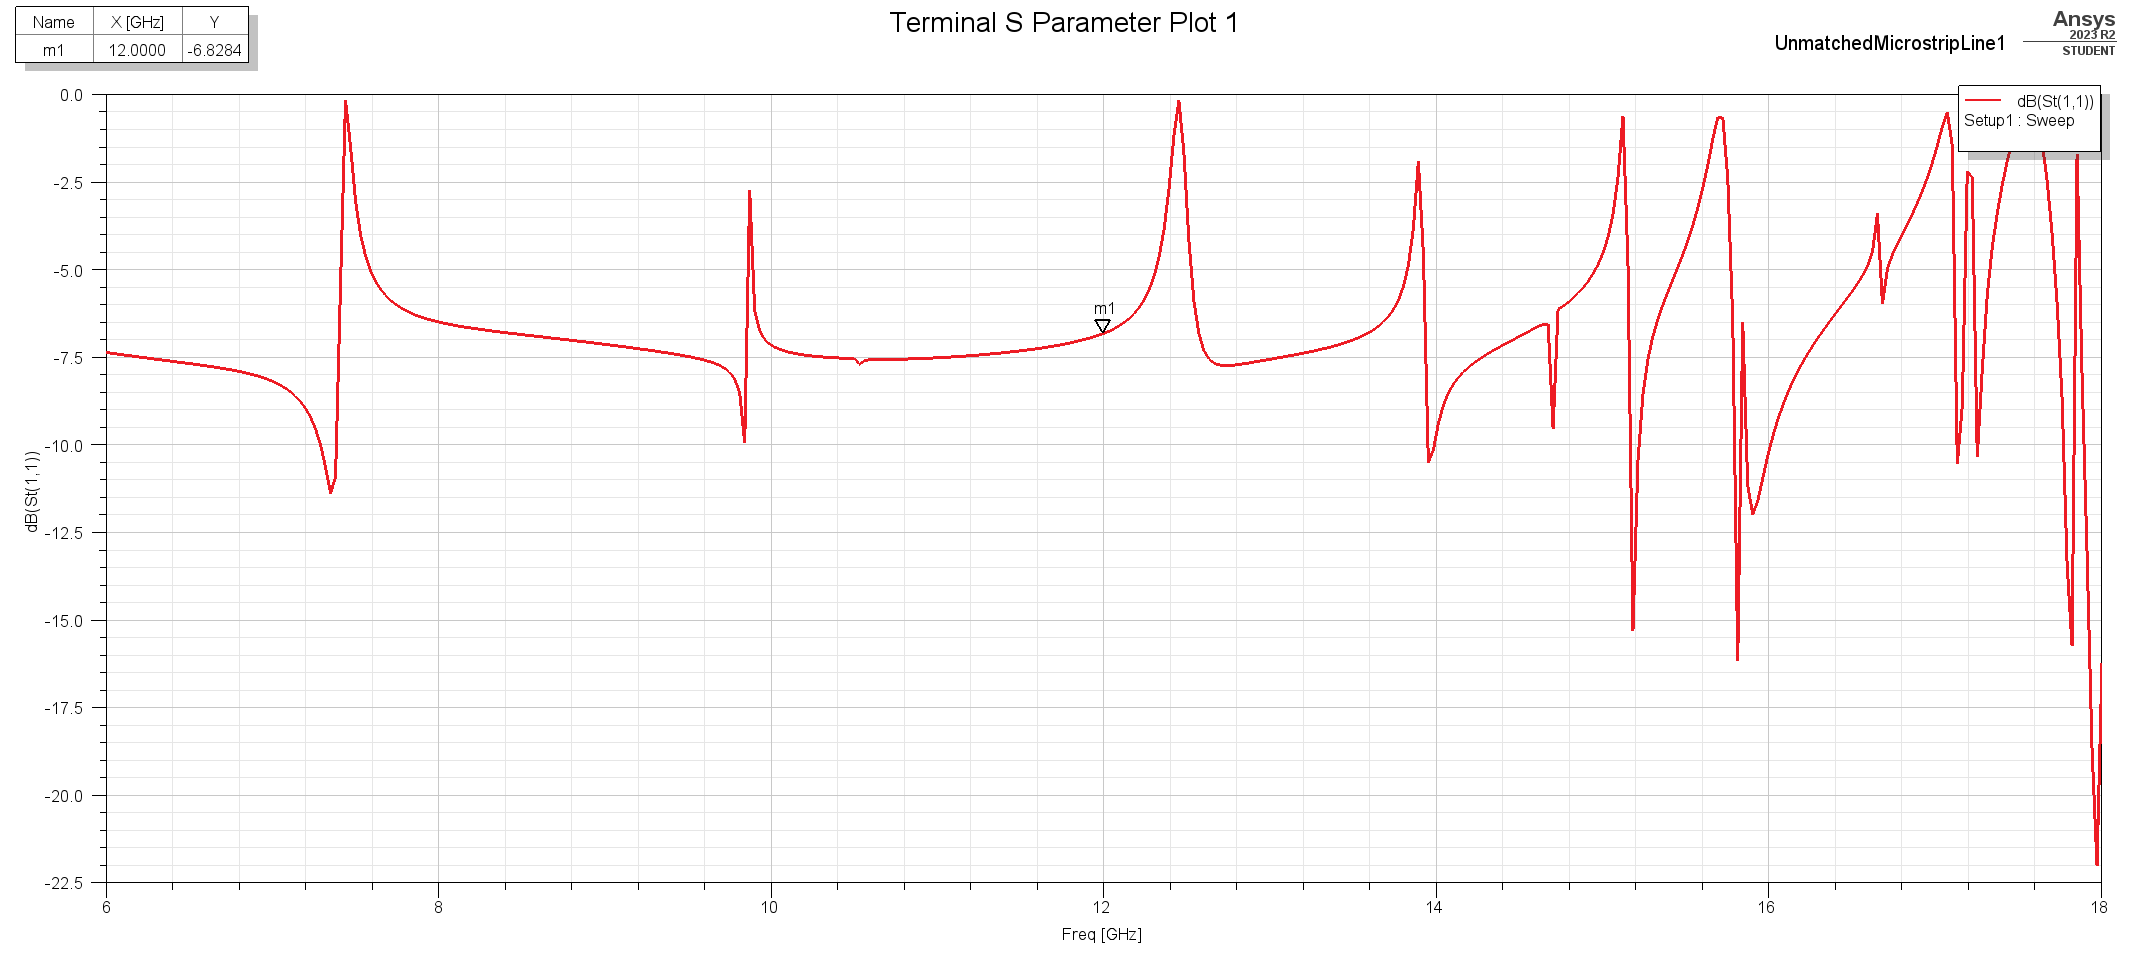 Name X [GHz] Y
m1 12.0000 -6.8284
Terminal S Parameter Plot 1
Ansys
2023 R2
STUDENT
UnmatchedMicrostripLine1
dB(St(1,1))
Setup1 : Sweep
0.0
-2.5
-5.0
-7.5
-10.0
-12.5
-15.0
-17.5
-20.0
-22.5
dB(St(1,1))
m1
6 8 10 12 14 16 18
Freq [GHz]